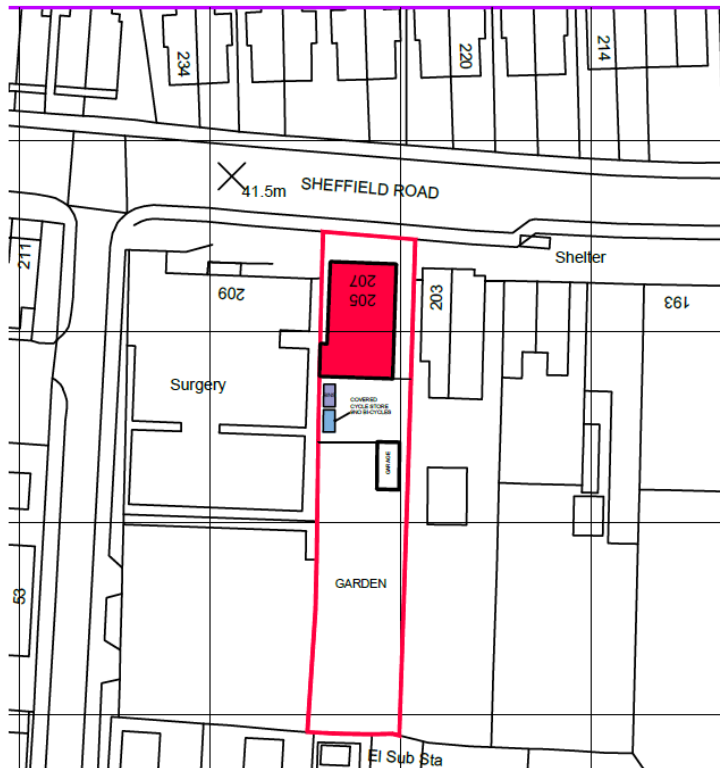 234
220
214
41.5m
SHEFFIELD ROAD
Shelter
211
209
207
205
203
193
Surgery
COVERED
CYCLE STORE
GARAGE
GARDEN
53
El Sub Sta